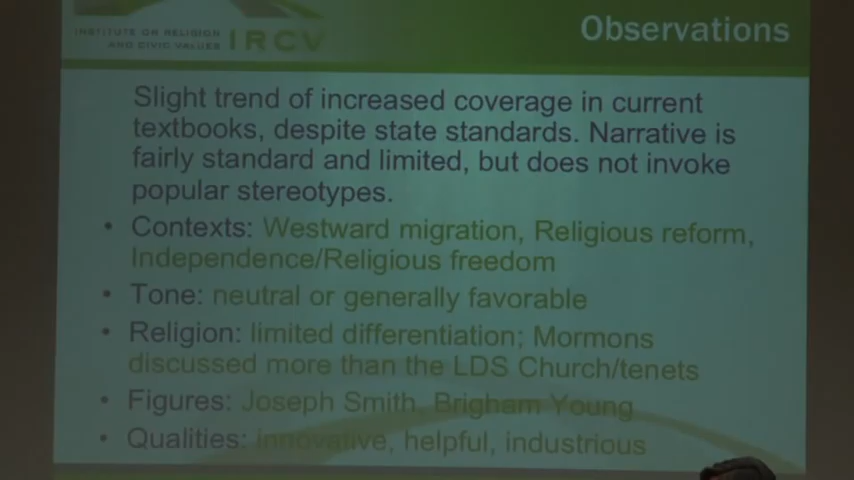 INSTITUTE ON RELIGION
AND CIVIC VALUES IRCV
Observations
Slight trend of increased coverage in current
textbooks, despite state standards. Narrative is
fairly standard and limited, but does not invoke
popular stereotypes.
• Contexts: Westward migration, Religious reform,
Independence/Religious freedom
• Tone: neutral or generally favorable
• Religion: limited differentiation; Mormons
discussed more than the LDS Church/tenets
• Figures: Joseph Smith, Brigham Young
• Qualities: innovative, helpful, industrious